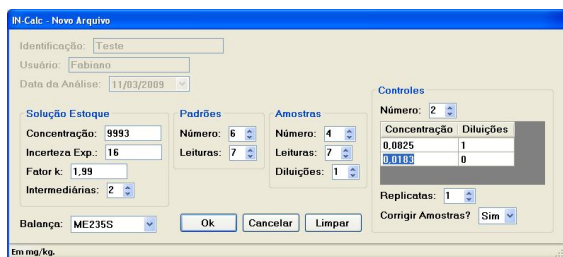 IN-Calc - Novo Arquivo
Identificação: Teste
Usuário: Fabiano
Data da Análise: 11/03/2009
Solução Estoque
Concentração: 9993
Incerteza Exp.: 16
Fator k: 1,99
Intermediárias: 2
Padrões
Número: 6
Leituras: 7
Amostras
Número: 4
Leituras: 7
Diluições: 1
Controles
Número: 2
Concentração Diluições
0,0825 1
0,0183 0
Replicatas: 1
Corrigir Amostras? Sim
Balança: ME235S
Ok Cancelar Limpar
Em mg/kg.